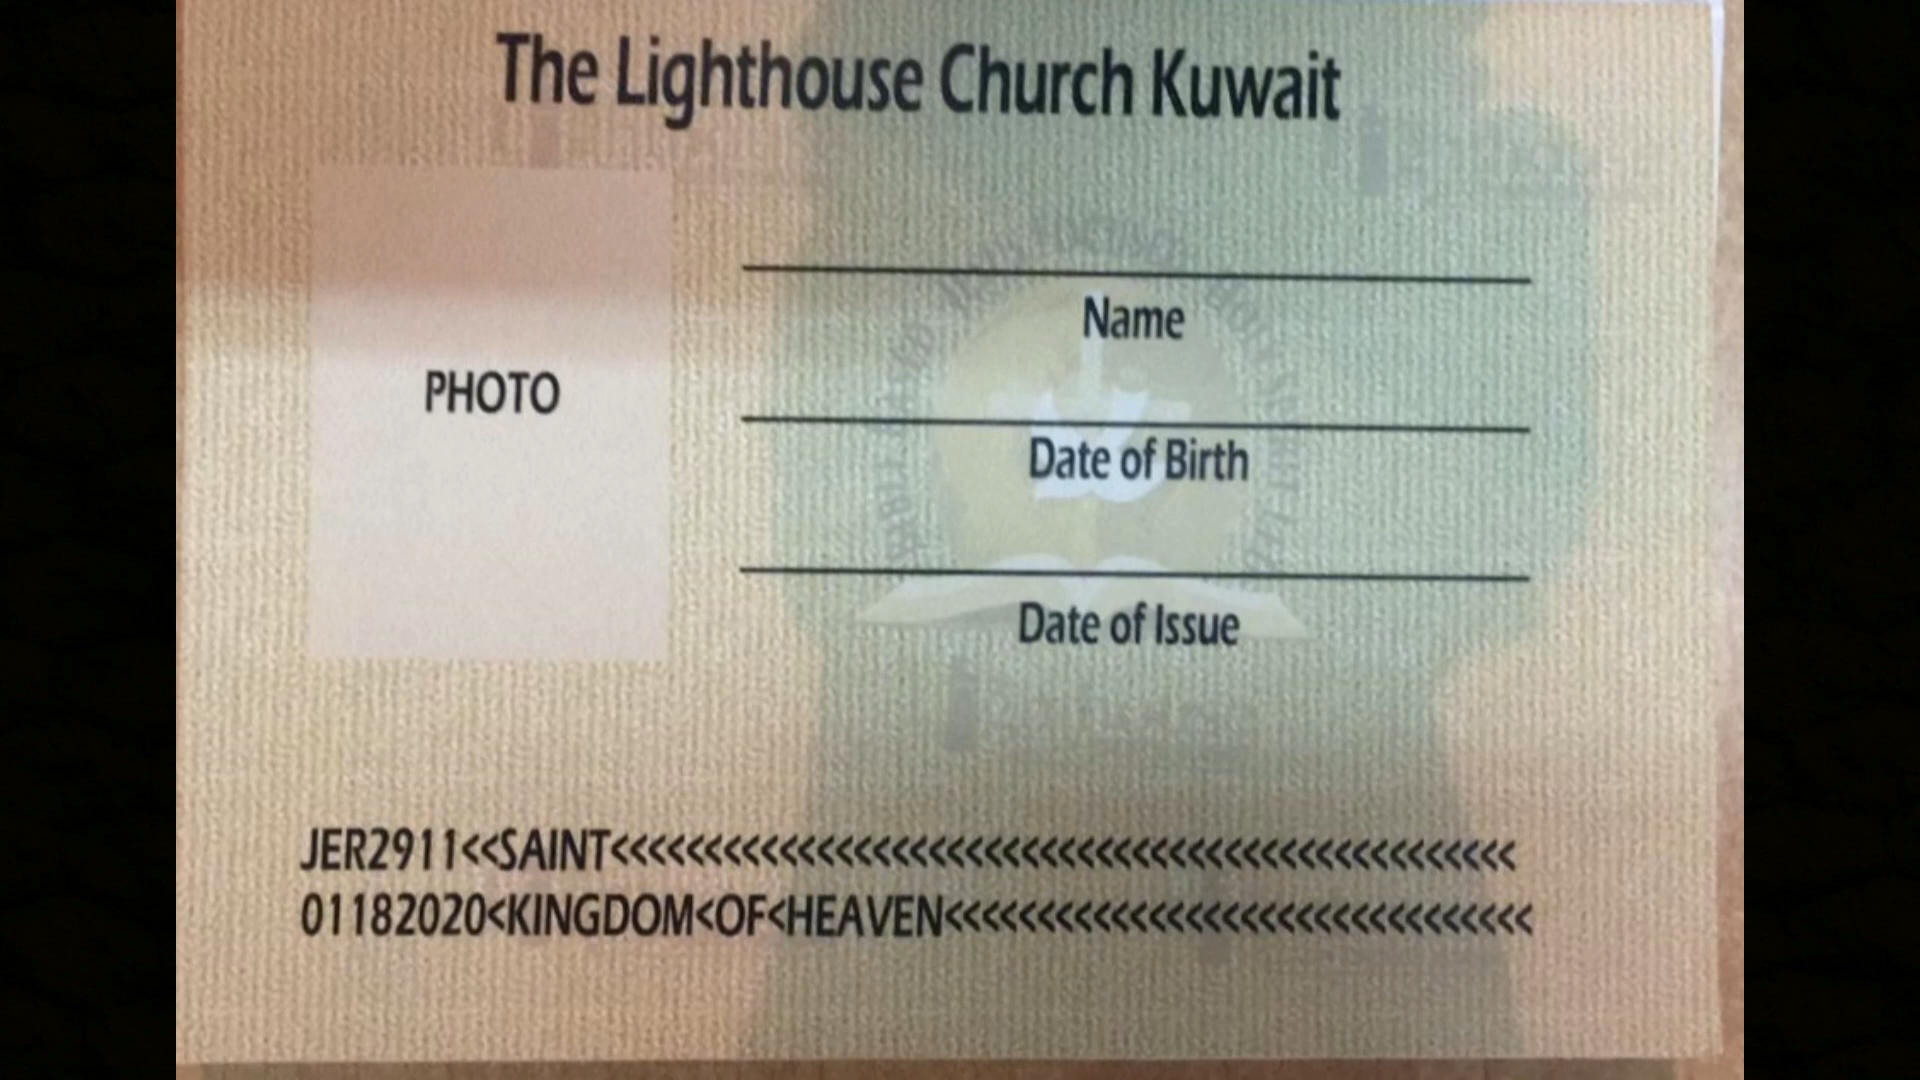 The Lighthouse Church Kuwait
PHOTO
Name
Date of Birth
Date of Issue
JER2911<<SAINT<<<<<<<<<<<<<<<<<<<<<<<<<<<<<<<<<<<<<<<<<<<<<<<<
01182020<KINGDOM<OF<HEAVEN<<<<<<<<<<<<<<<<<<<<<<<<<<<<<<<